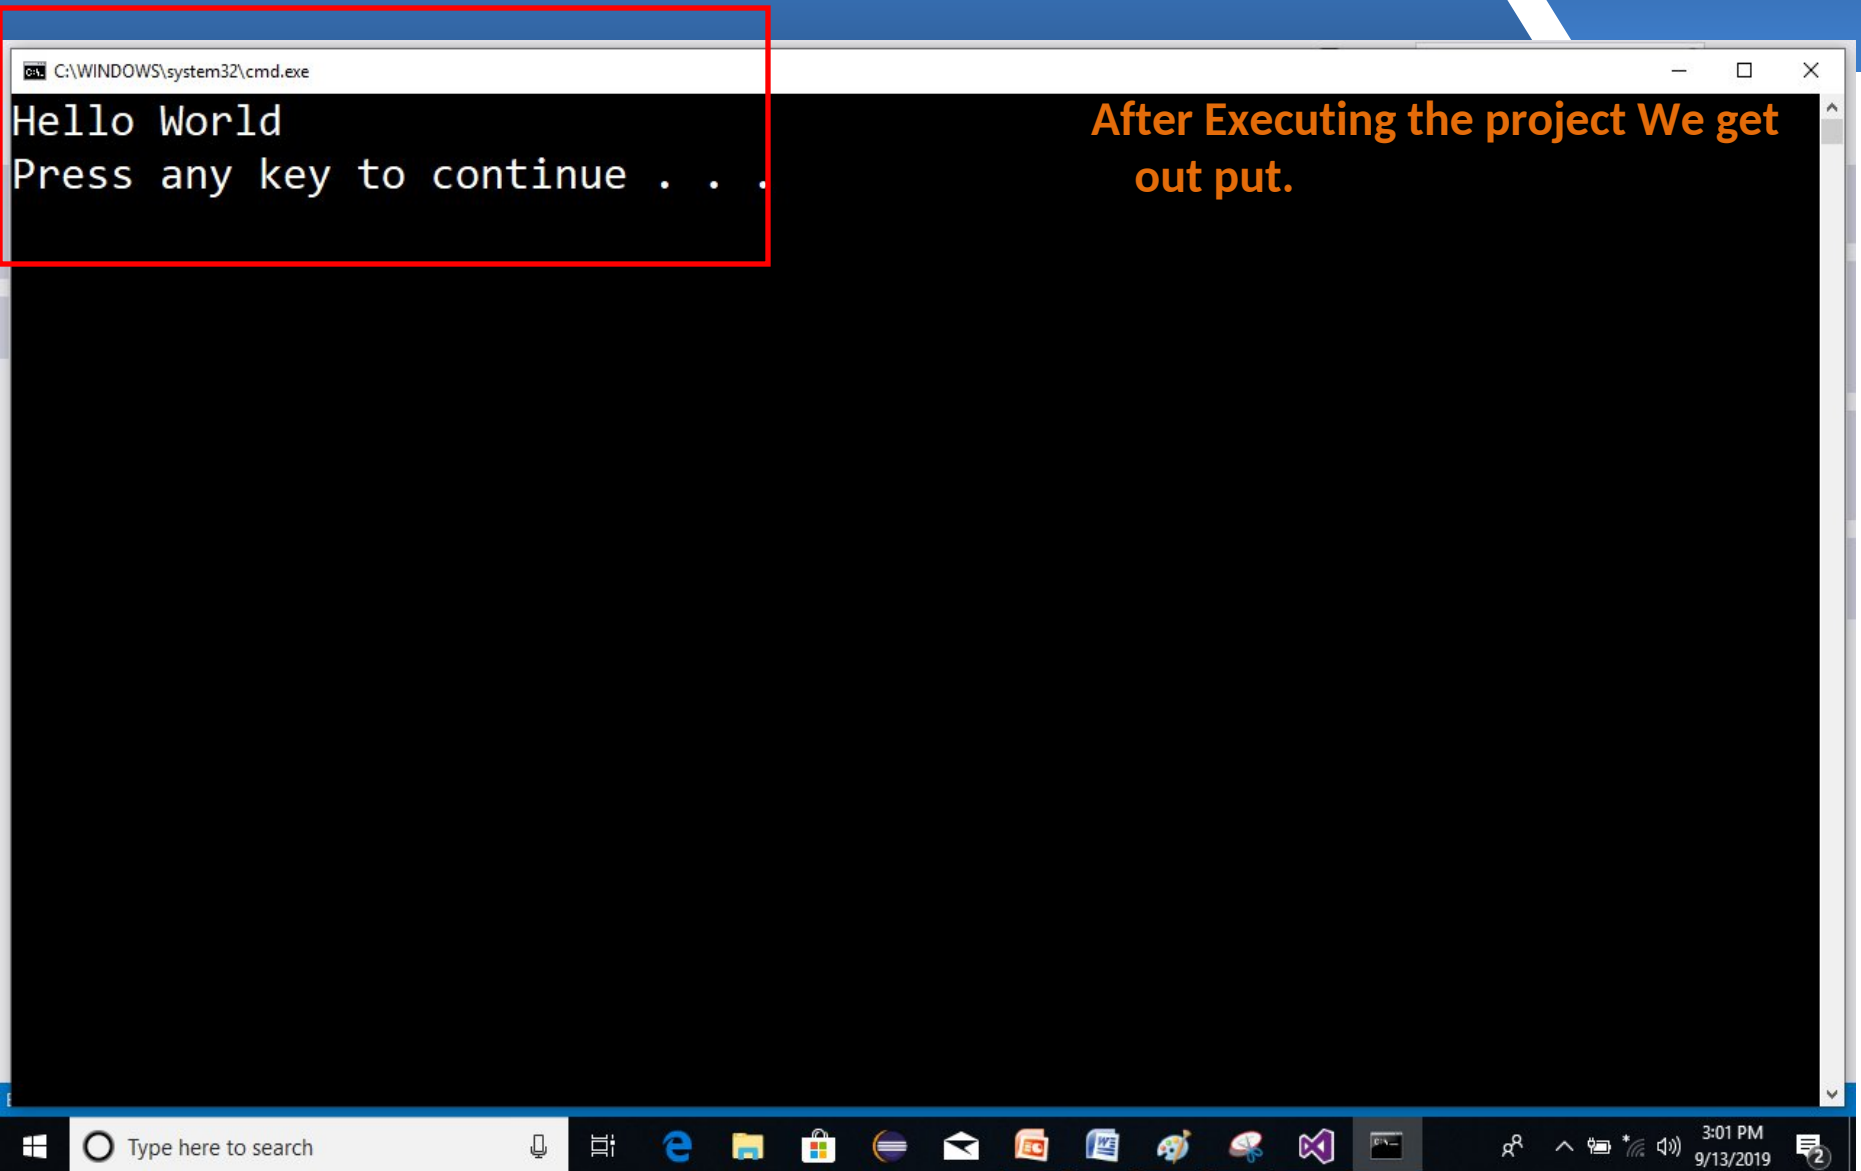 C:\WINDOWS\system32\cmd.exe
Hello World
Press any key to continue . . .
After Executing the project We get
out put.
Type here to search
3:01 PM
9/13/2019
2